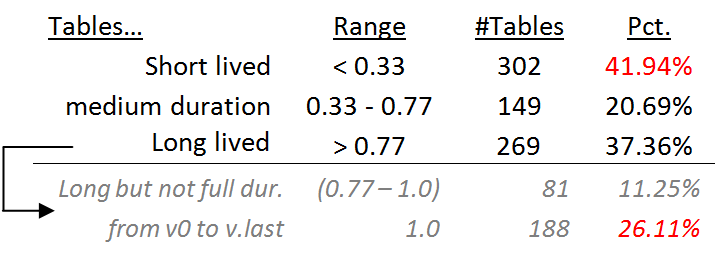 Tables... Range #Tables Pct.
Short lived < 0.33 302 41.94%
medium duration 0.33 - 0.77 149 20.69%
Long lived > 0.77 269 37.36%
Long but not full dur. (0.77 – 1.0) 81 11.25%
from v0 to v.last 1.0 188 26.11%